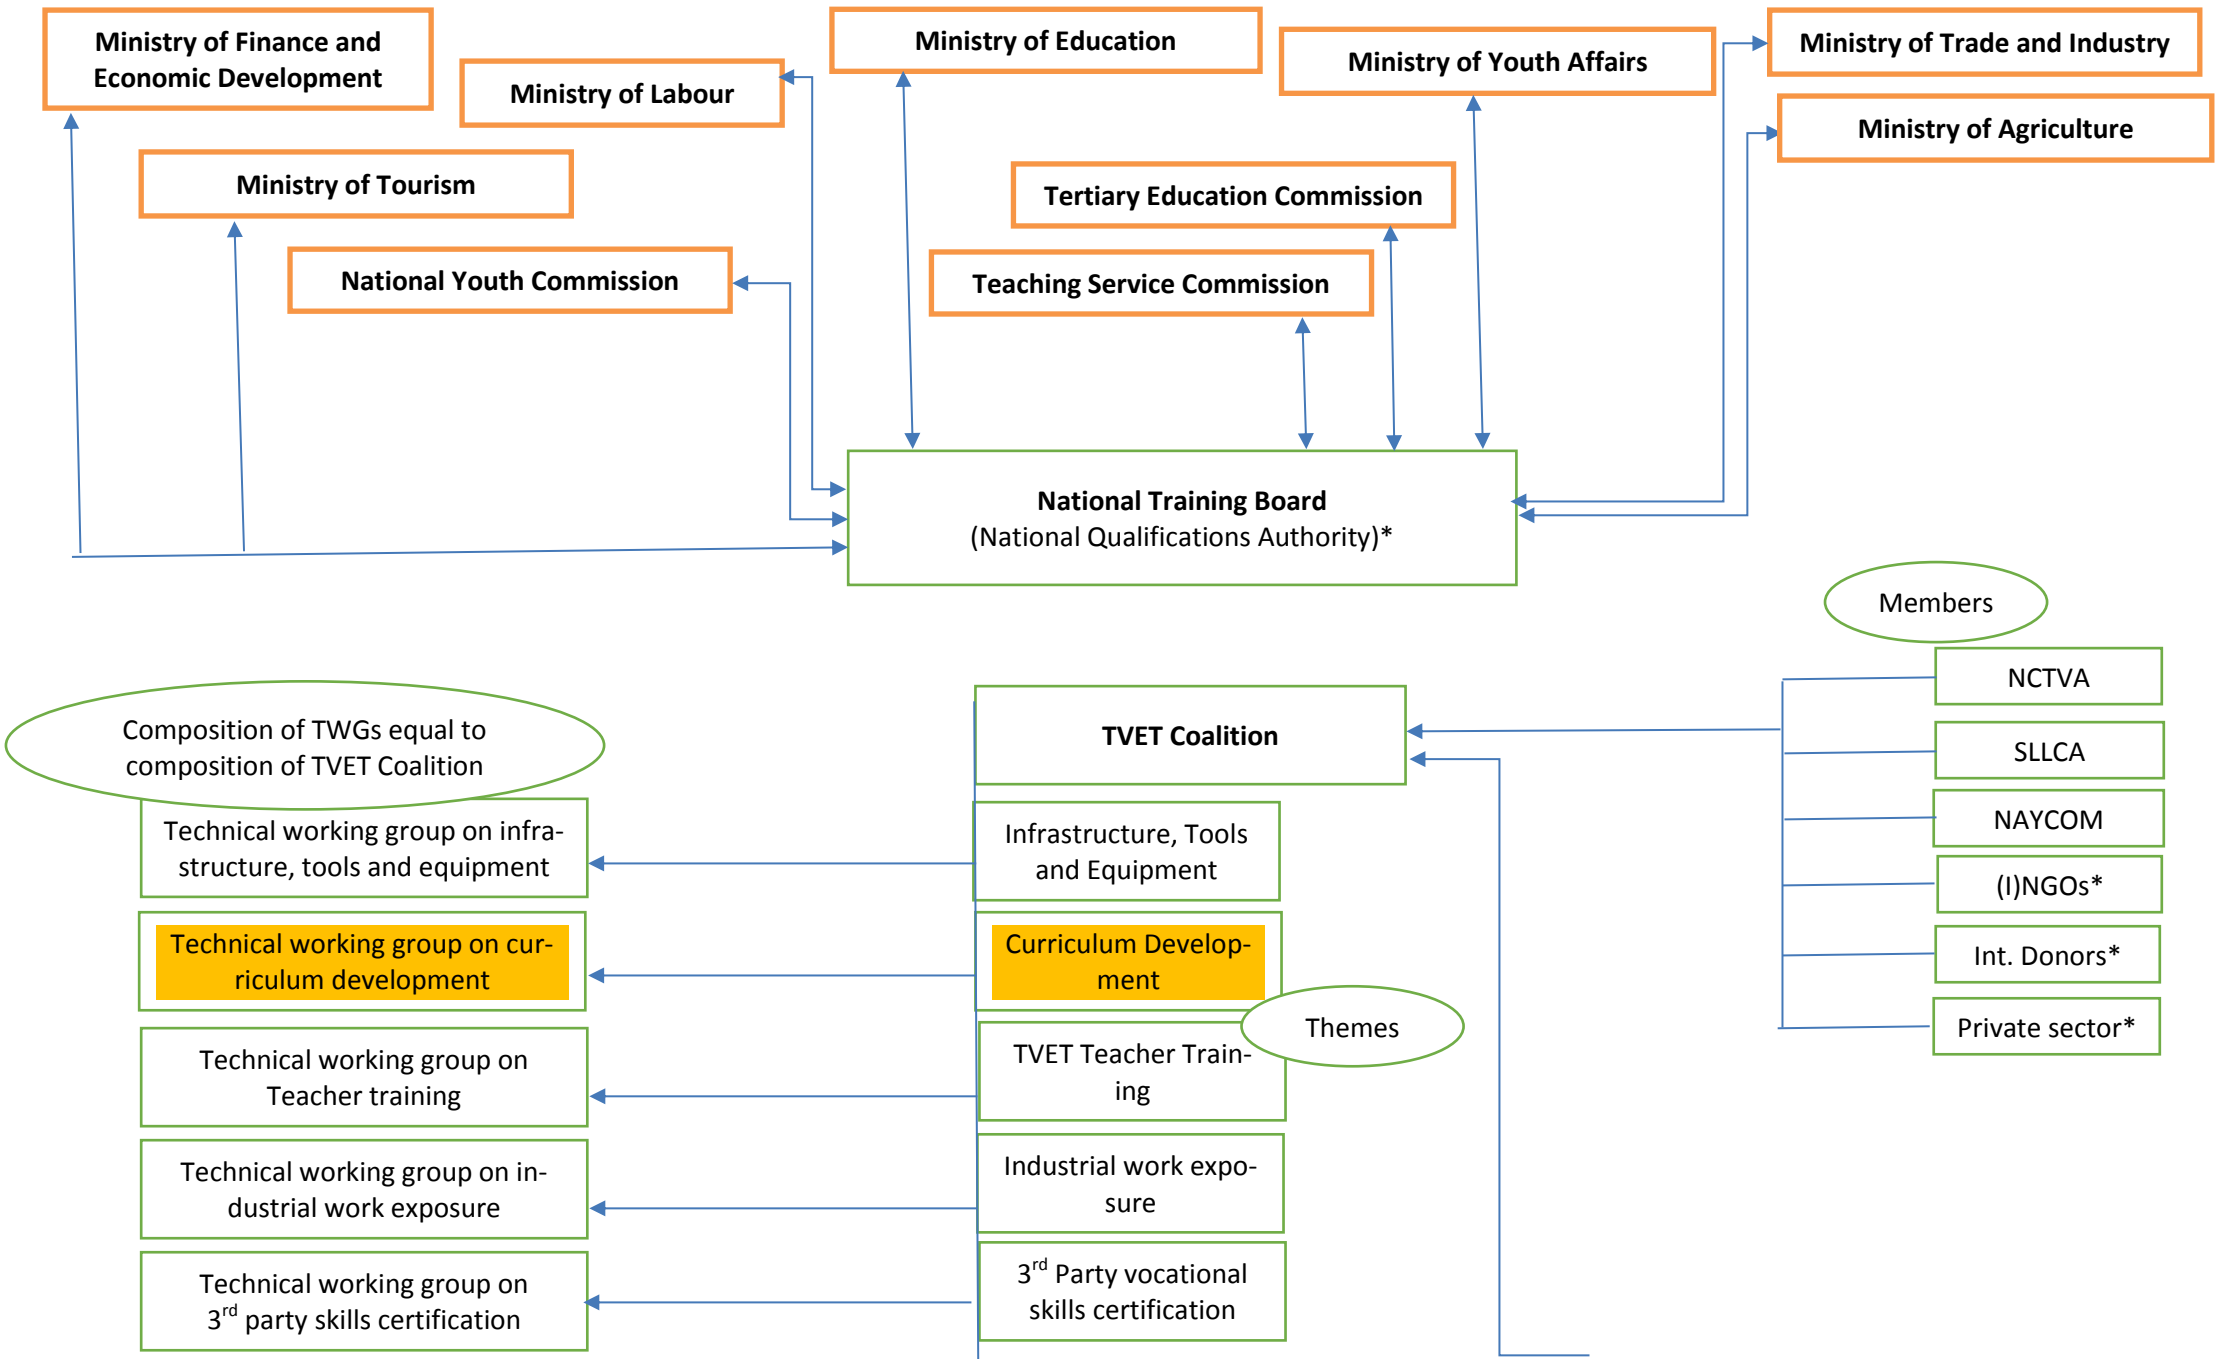 Ministry of Finance and
Economic Development
Ministry of Labour
Ministry of Education
Ministry of Youth Affairs
Ministry of Trade and Industry
Ministry of Agriculture
Ministry of Tourism
Tertiary Education Commission
National Youth Commission
Teaching Service Commission
National Training Board
(National Qualifications Authority)*
Members
NCTVA
SLLCA
NAYCOM
(I)NGOs*
Int. Donors*
Private sector*
Composition of TWGs equal to
composition of TVET Coalition
TVET Coalition
Technical working group on infra-
structure, tools and equipment
Infrastructure, Tools
and Equipment
Technical working group on cur-
riculum development
Curriculum Develop-
ment
Themes
Technical working group on
Teacher training
TVET Teacher Train-
ing
Technical working group on in-
dustrial work exposure
Industrial work expo-
sure
Technical working group on
3rd party skills certification
3rd Party vocational
skills certification